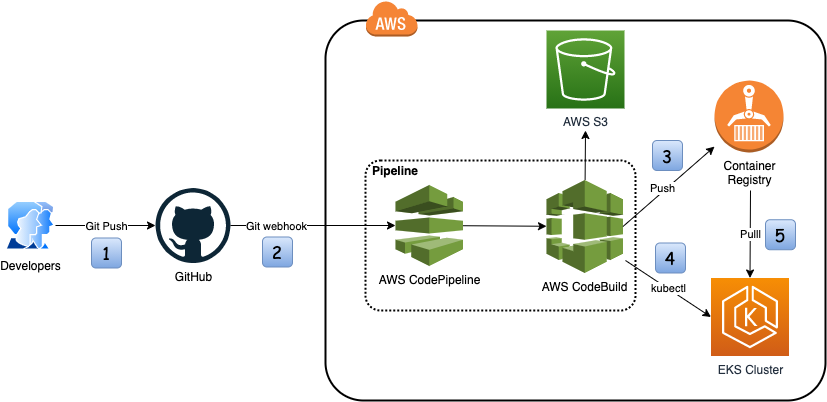 AWS
AWS S3
Container
Registry
3
Push
Pipeline
Developers
Git Push
1
GitHub
Git webhook
2
AWS CodePipeline
AWS CodeBuild
4
kubectl
Pulll
5
K
EKS Cluster